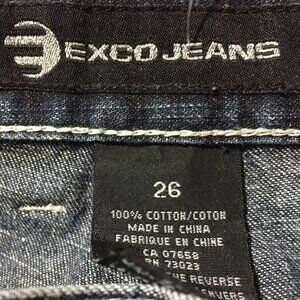 EXCO JEANS
26
100% COTTON/COTON
MADE IN CHINA
FABRIQUE EN CHINE
CA 07658
RN 73023
REVERSE